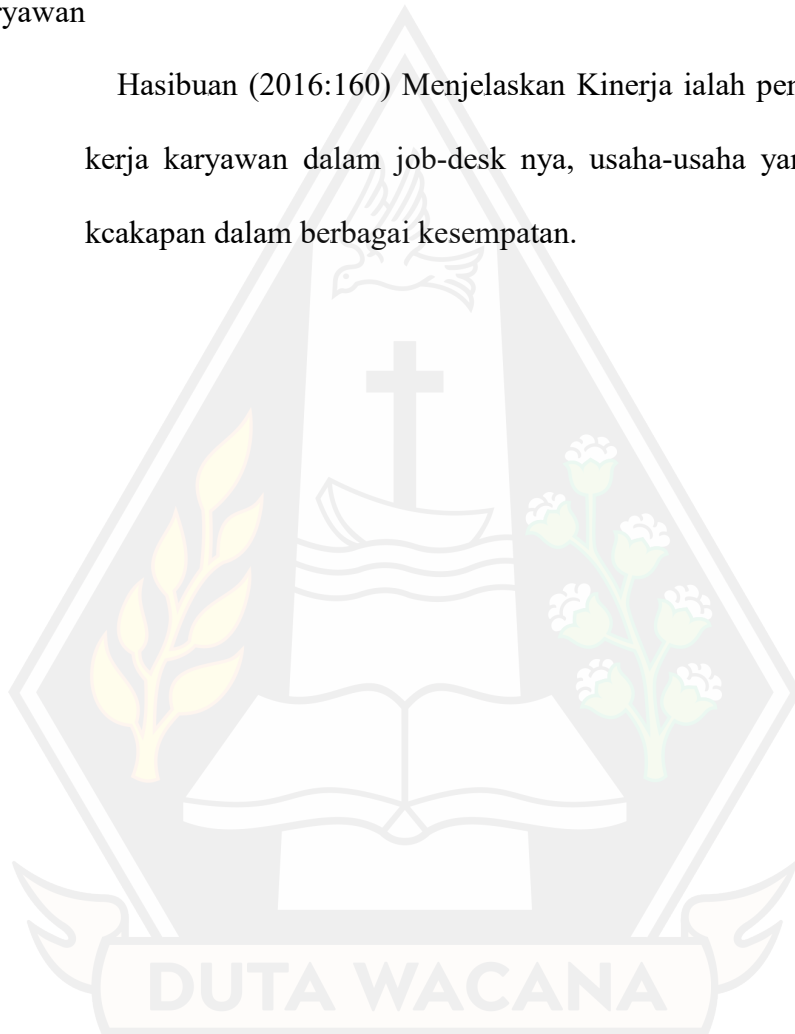 ryawan
Hasibuan (2016:160) Menjelaskan Kinerja ialah per
kerja karyawan dalam job-desk nya, usaha-usaha yan
kcakapan dalam berbagai kesempatan.
DUTA WACANA